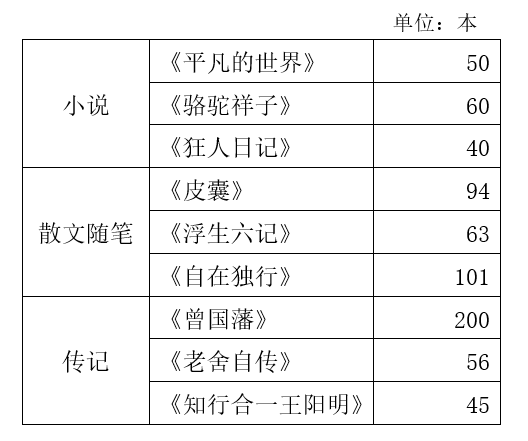 单位：本
小说
《平凡的世界》 50
《骆驼祥子》 60
《狂人日记》 40
散文随笔
《皮囊》 94
《浮生六记》 63
《自在独行》 101
传记
《曾国藩》 200
《老舍自传》 56
《知行合一王阳明》 45